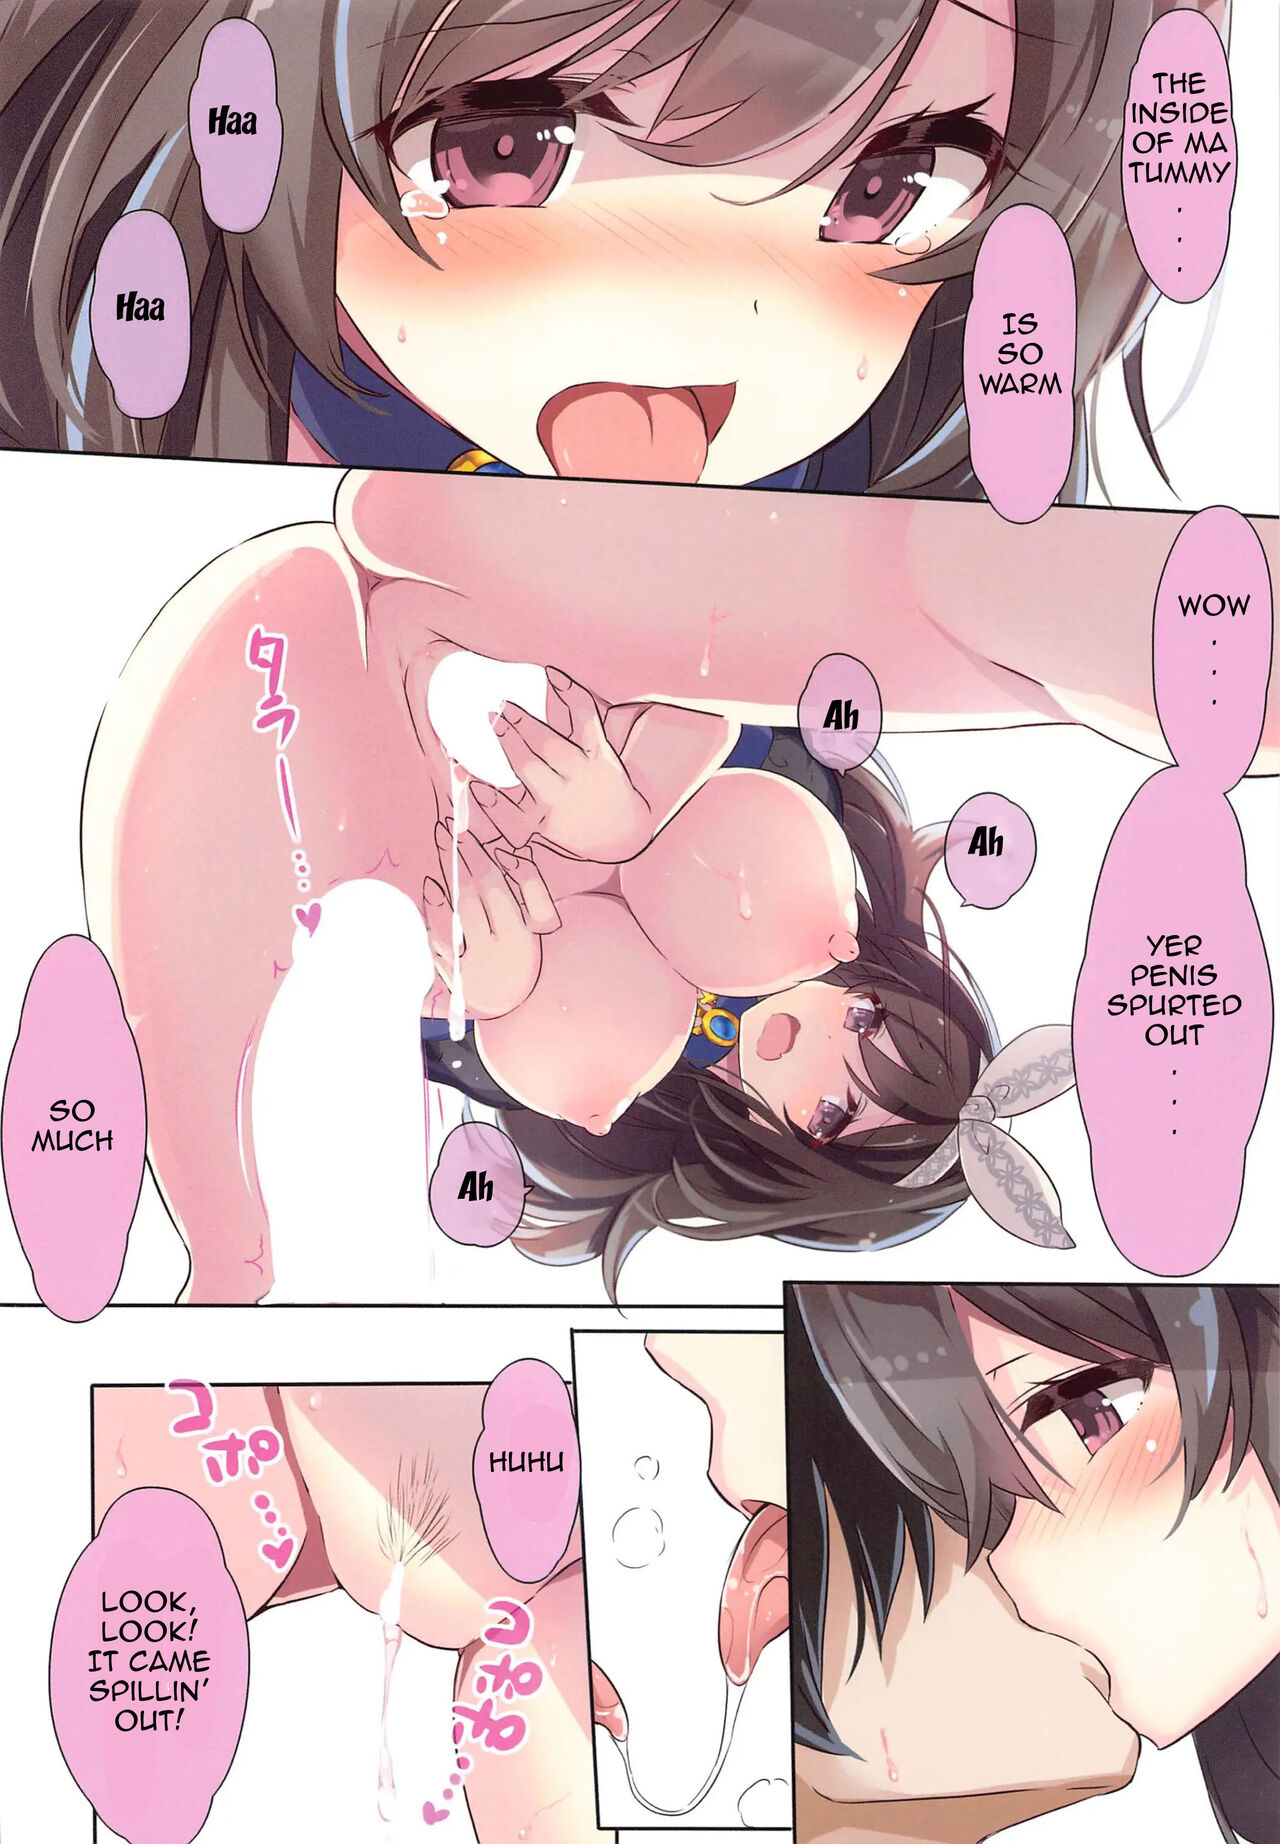 THE
INSIDE
OF MA
TUMMY
. . .
IS
SO
WARM
Haa
Haa
WOW
. . .
YER
PENIS
SPURTED
OUT
. . .
Ah
Ah
Ah
タラー…
SO
MUCH
HUHU
コポ…
コポポ…
LOOK,
LOOK!
IT CAME
SPILLIN'
OUT!